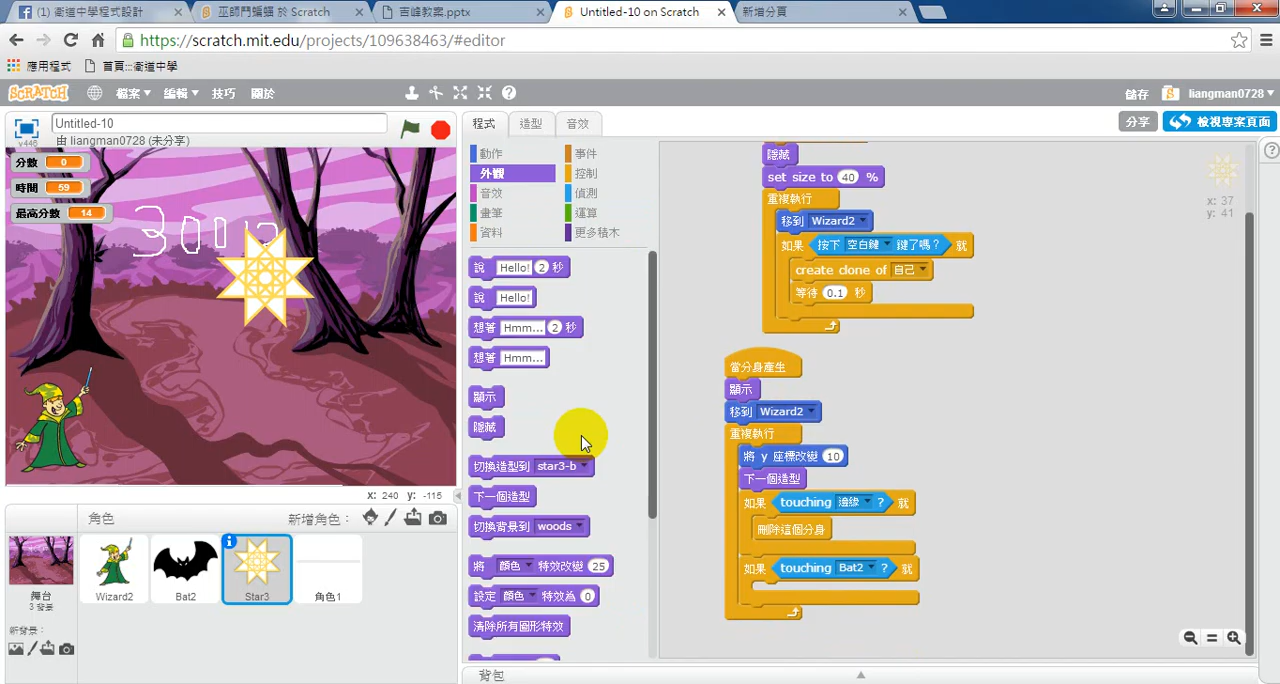 (1) 衛道中學程式設計
巫師鬥蝙蝠 於 Scratch
吉峰教案.pptx
Untitled-10 on Scratch
新增分頁
https://scratch.mit.edu/projects/109638463/#editor
應用程式 首頁:::衛道中學
SCRATCH 檔案 編輯 技巧 關於 儲存 liangman0728
Untitled-10
由 liangman0728 (未分享)
v446
程式 造型 音效
分享 檢視專案頁面
分數 0
時間 59
最高分數 14
動作 事件
外觀 控制
音效 偵測
畫筆 運算
資料 更多積木
說 Hello! 2 秒
說 Hello!
想著 Hmm... 2 秒
想著 Hmm...
顯示
隱藏
切換造型到 star3-b
下一個造型
切換背景到 woods
將 顏色 特效改變 25
設定 顏色 特效為 0
清除所有圖形特效
隱藏
set size to 40 %
重複執行
移到 Wizard2
如果 按下 空白鍵 鍵了嗎？ 就
create clone of 自己
等待 0.1 秒
當分身產生
顯示
移到 Wizard2
重複執行
將 y 座標改變 10
下一個造型
如果 touching 邊緣 ? 就
刪除這個分身
如果 touching Bat2 ? 就
x: 37
y: 41
x: 240 y: -115
角色 新增角色：
舞台
3 背景
新背景：
Wizard2
Bat2
Star3
角色1
背包